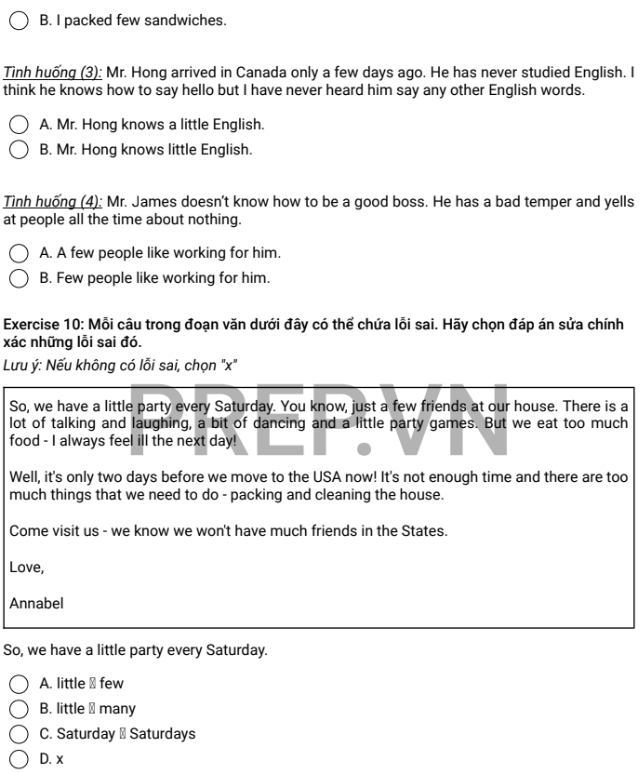 B. I packed few sandwiches.
Tình huống (3): Mr. Hong arrived in Canada only a few days ago. He has never studied English. I
think he knows how to say hello but I have never heard him say any other English words.
A. Mr. Hong knows a little English.
B. Mr. Hong knows little English.
Tình huống (4): Mr. James doesn't know how to be a good boss. He has a bad temper and yells
at people all the time about nothing.
A. A few people like working for him.
B. Few people like working for him.
Exercise 10: Mỗi câu trong đoạn văn dưới đây có thể chứa lỗi sai. Hãy chọn đáp án sửa chính
xác những lỗi sai đó.
Lưu ý: Nếu không có lỗi sai, chọn "x"
PREP.VN
So, we have a little party every Saturday. You know, just a few friends at our house. There is a
lot of talking and laughing, a bit of dancing and a little party games. But we eat too much
food - I always feel ill the next day!
Well, it's only two days before we move to the USA now! It's not enough time and there are too
much things that we need to do - packing and cleaning the house.
Come visit us - we know we won't have much friends in the States.
Love,
Annabel
So, we have a little party every Saturday.
A. little ▯ few
B. little ▯ many
C. Saturday ▯ Saturdays
D. x